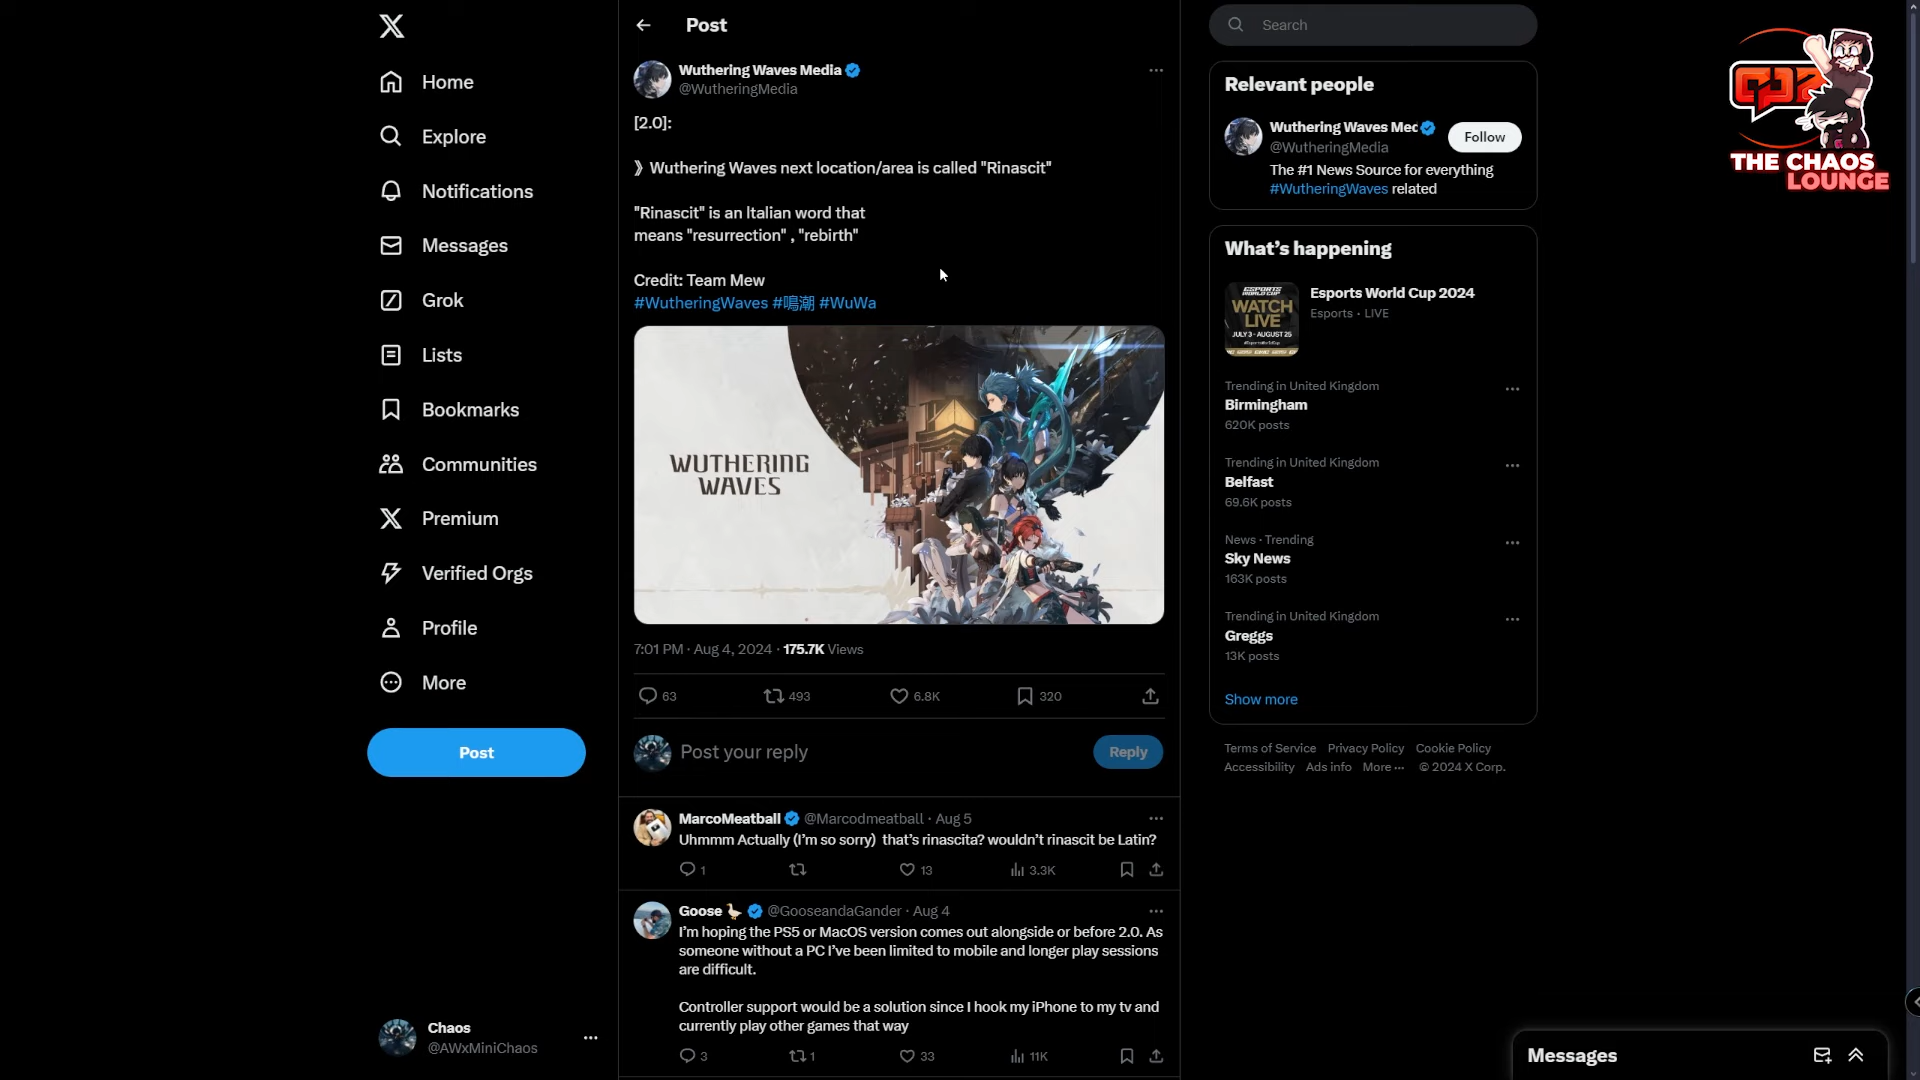 Home
Explore
Notifications
Messages
Grok
Lists
Bookmarks
Communities
Premium
Verified Orgs
Profile
More
Post
Chaos
@AWxMiniChaos
Post
Wuthering Waves Media
@WutheringMedia
[2.0]:
》Wuthering Waves next location/area is called "Rinascit"
"Rinascit" is an Italian word that
means "resurrection" , "rebirth"
Credit: Team Mew
#WutheringWaves #鳴潮 #WuWa
WUTHERING
WAVES
7:01 PM · Aug 4, 2024 · 175.7K Views
63 493 6.8K 320
Post your reply
Reply
MarcoMeatball @Marcodmeatball · Aug 5
Uhmmm Actually (I'm so sorry) that's rinascita? wouldn't rinascit be Latin?
1 13 3.3K
Goose @GooseandaGander · Aug 4
I'm hoping the PS5 or MacOS version comes out alongside or before 2.0. As
someone without a PC I've been limited to mobile and longer play sessions
are difficult.
Controller support would be a solution since I hook my iPhone to my tv and
currently play other games that way
3 1 33 11K
Search
Relevant people
Wuthering Waves Mec
@WutheringMedia
Follow
The #1 News Source for everything
#WutheringWaves related
What's happening
ESPORTS
WORLD CUP
WATCH
LIVE
JULY 3 - AUGUST 25
Esports World Cup 2024
Esports · LIVE
Trending in United Kingdom
Birmingham
620K posts
Trending in United Kingdom
Belfast
69.6K posts
News · Trending
Sky News
163K posts
Trending in United Kingdom
Greggs
13K posts
Show more
Terms of Service Privacy Policy Cookie Policy
Accessibility Ads info More ··· © 2024 X Corp.
Messages
THE CHAOS
LOUNGE